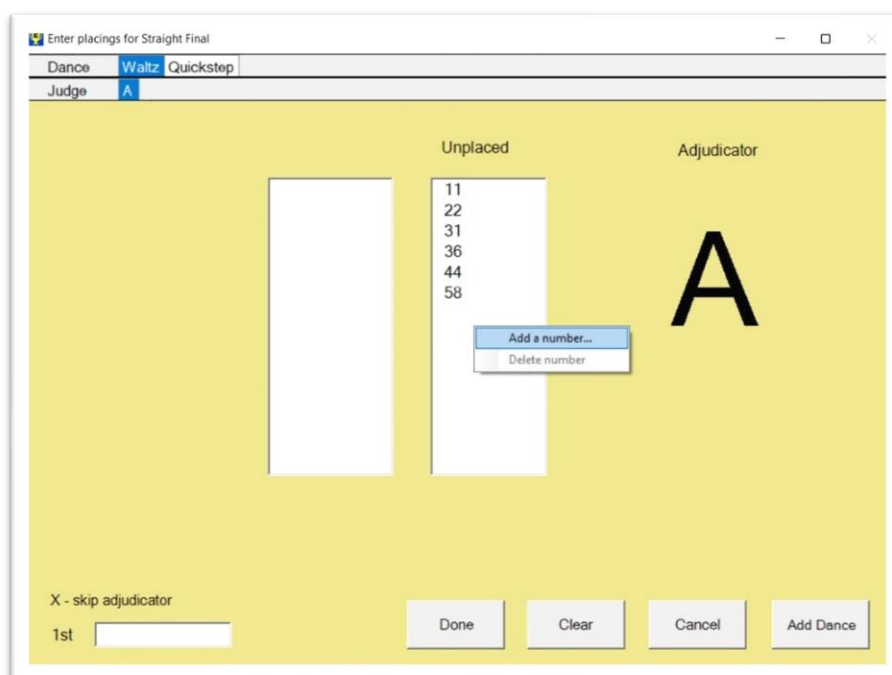 Enter placings for Straight Final
Dance Waltz Quickstep
Judge A
Unplaced
Adjudicator
11
22
31
36
44
58
A
Add a number...
Delete number
X - skip adjudicator
1st
Done
Clear
Cancel
Add Dance